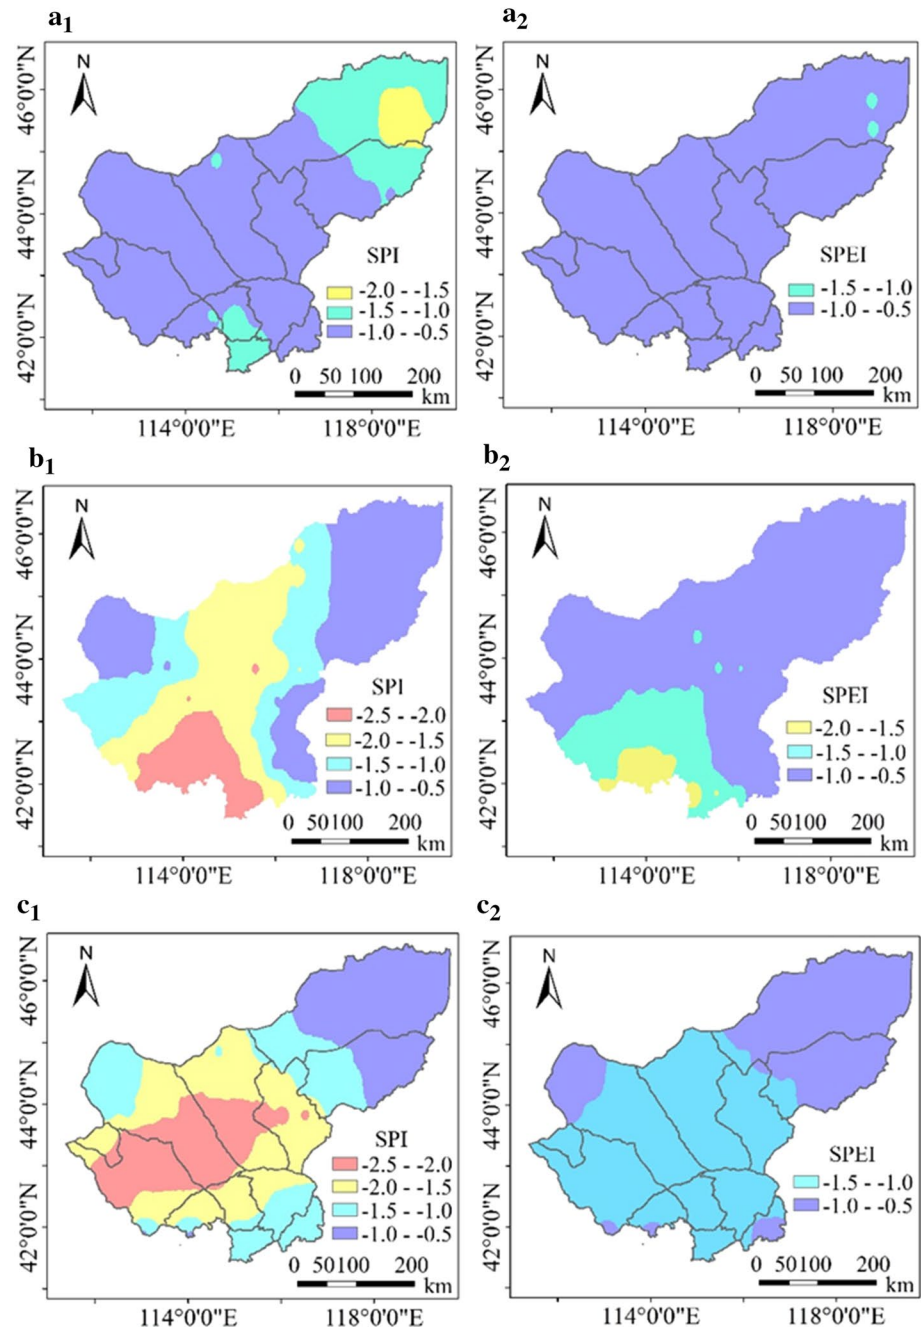 a1
a2
N
46°0'0"N
44°0'0"N
42°0'0"N
SPI
-2.0 - -1.5
-1.5 - -1.0
-1.0 - -0.5
0 50 100 200
km
114°0'0"E
118°0'0"E
N
46°0'0"N
44°0'0"N
42°0'0"N
SPEI
-1.5 - -1.0
-1.0 - -0.5
0 50 100 200
km
114°0'0"E
118°0'0"E
b1
b2
N
46°0'0"N
44°0'0"N
42°0'0"N
SPI
-2.5 - -2.0
-2.0 - -1.5
-1.5 - -1.0
-1.0 - -0.5
0 50100 200
km
114°0'0"E
118°0'0"E
N
46°0'0"N
44°0'0"N
42°0'0"N
SPEI
-2.0 - -1.5
-1.5 - -1.0
-1.0 - -0.5
0 50100 200
km
114°0'0"E
118°0'0"E
c1
c2
N
46°0'0"N
44°0'0"N
42°0'0"N
SPI
-2.5 - -2.0
-2.0 - -1.5
-1.5 - -1.0
-1.0 - -0.5
0 50100 200
km
114°0'0"E
118°0'0"E
N
46°0'0"N
44°0'0"N
42°0'0"N
SPEI
-1.5 - -1.0
-1.0 - -0.5
0 50100 200
km
114°0'0"E
118°0'0"E